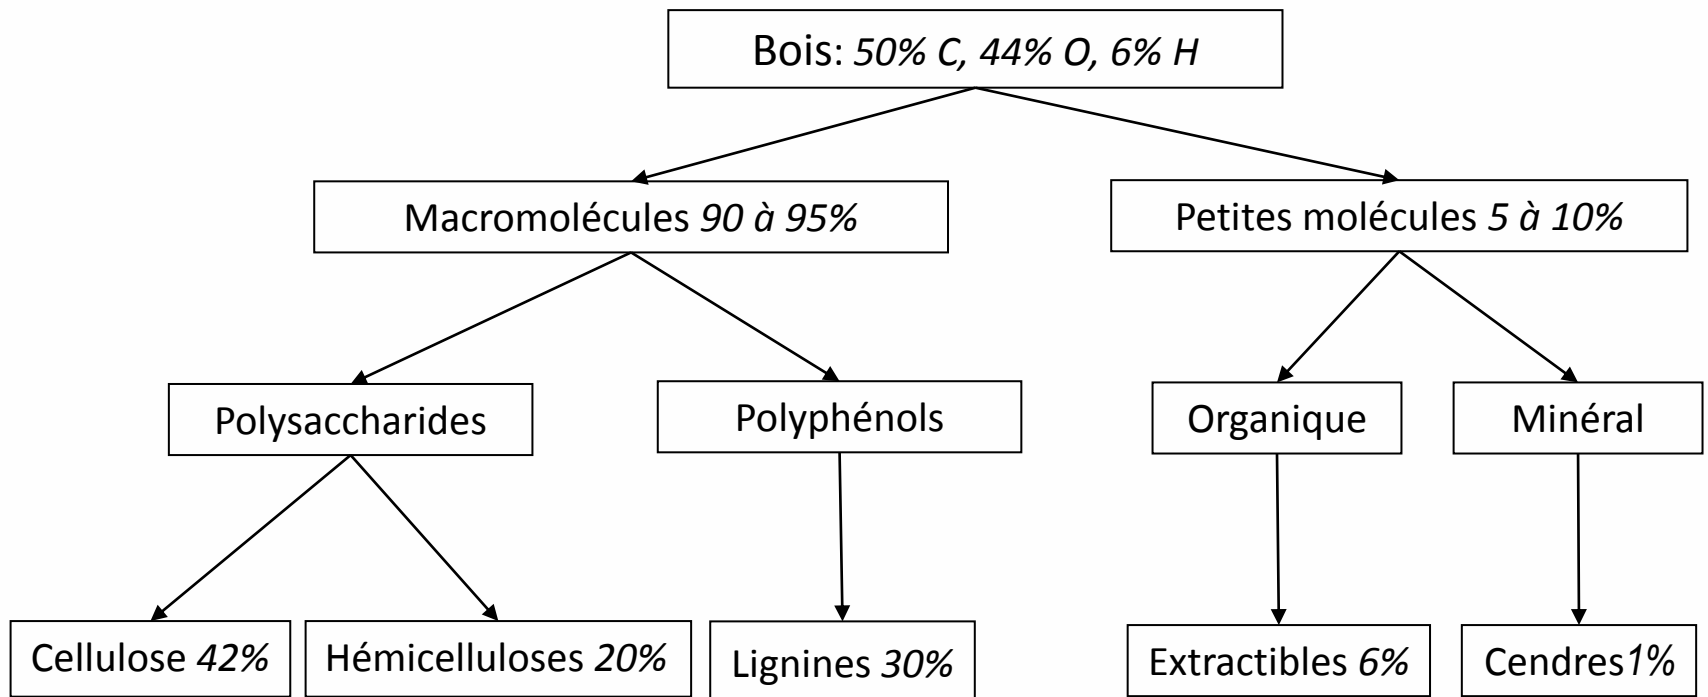 Bois: 50% C, 44% O, 6% H
Macromolécules 90 à 95%
Petites molécules 5 à 10%
Polysaccharides
Polyphénols
Organique
Minéral
Cellulose 42%
Hémicelluloses 20%
Lignines 30%
Extractibles 6%
Cendres1%